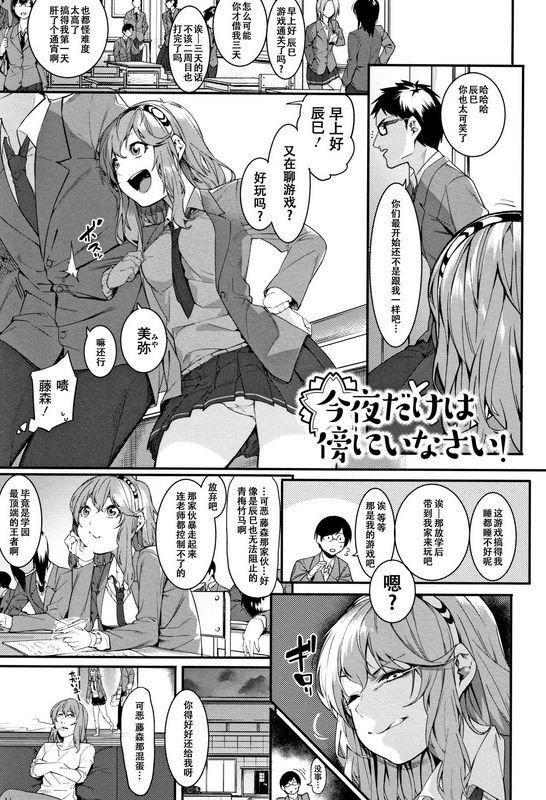 早上好
辰巳
游戏
通关了吗?
怎么可能
你才借我三天
诶—三天的话
不该二周目也
打完了吗
也都怪难度
太高了
搞得我第一天
肝了个通宵啊
哈哈哈
辰巳
你也太可笑了
你们最开始还不是跟我一样吧…
早上好
辰巳!
又在聊游戏?
好玩吗?
美弥
みや
嘛还行
啧
藤森!
今夜だけは
傍にいなさい!
这游戏搞得我
睡都睡不好呢
诶—那放学后
带到我家来玩吧
诶 等等
那是我的游戏吧
嗯?
ギロ
没事…
…可恶 藤森那家伙…好
像是辰巳也无法阻止的
青梅竹马啊
放弃吧
那家伙暴走起来
连老师都控制不了的
毕竟是学园
最顶端的王者啊
你得好好还给我
呀
可恶
藤森那混蛋